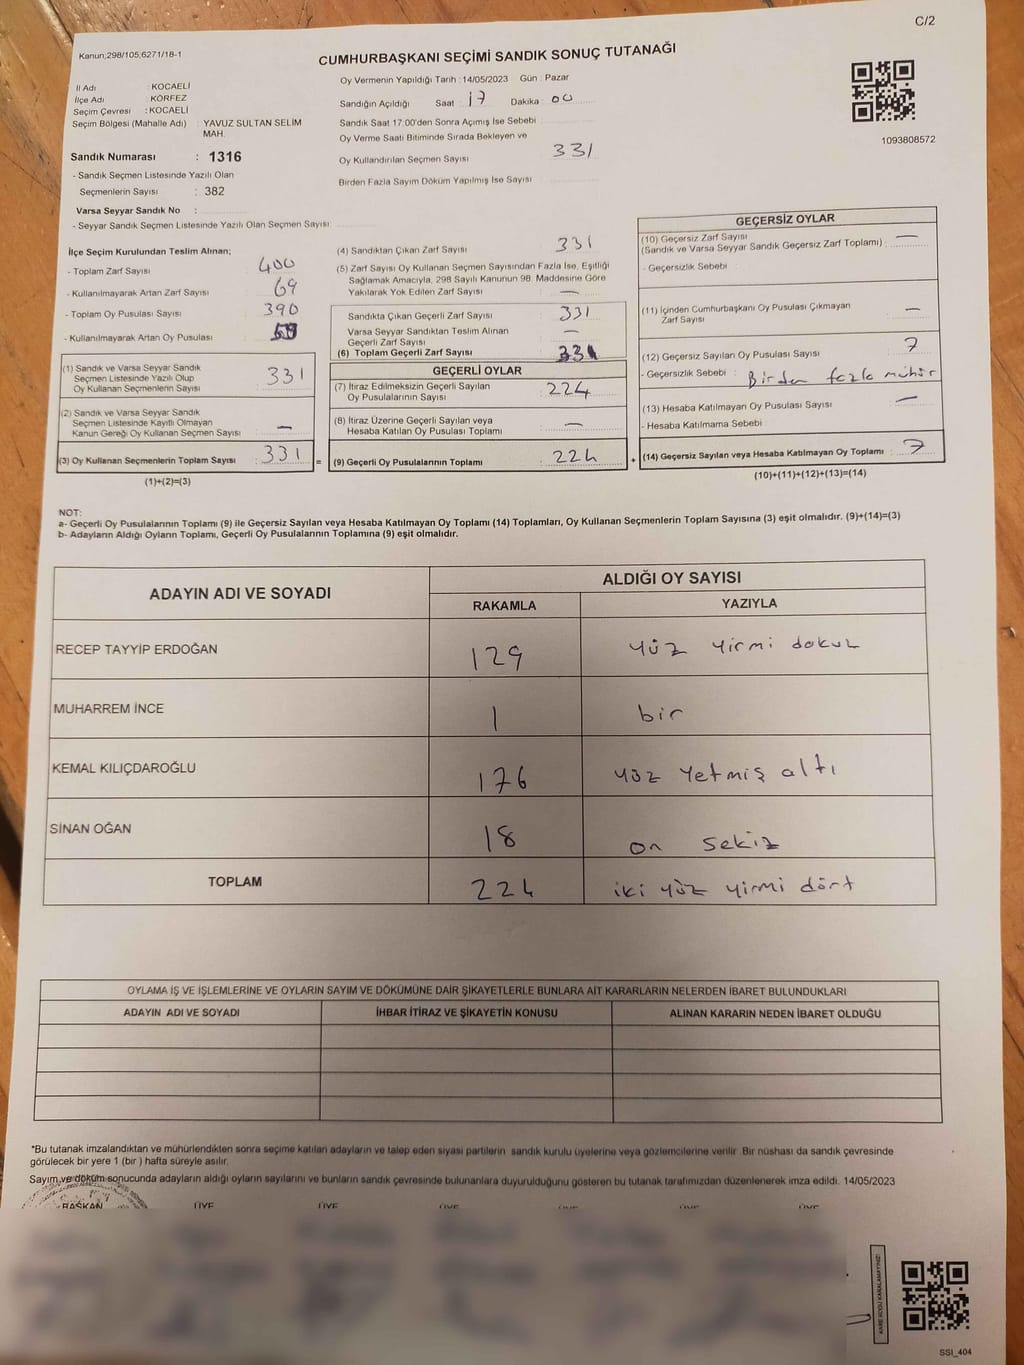 C/2
Kanun;298/105;6271/18-1
CUMHURBAŞKANI SEÇİMİ SANDIK SONUÇ TUTANAĞI
İl Adı : KOCAELİ
İlçe Adı : KÖRFEZ
Seçim Çevresi : KOCAELİ
Seçim Bölgesi (Mahalle Adı) : YAVUZ SULTAN SELİM
MAH.
Sandık Numarası : 1316
- Sandık Seçmen Listesinde Yazılı Olan
Seçmenlerin Sayısı : 382
Varsa Seyyar Sandık No :
- Seyyar Sandık Seçmen Listesinde Yazılı Olan Seçmen Sayısı:
Oy Vermenin Yapıldığı Tarih : 14/05/2023 Gün : Pazar
Sandığın Açıldığı Saat : 17 Dakika : 00
Sandık Saat 17:00'den Sonra Açımış İse Sebebi :
Oy Verme Saati Bitiminde Sırada Bekleyen ve
Oy Kullandırılan Seçmen Sayısı 331
Birden Fazla Sayım Döküm Yapılmış İse Sayısı
1093808572
İlçe Seçim Kurulundan Teslim Alınan;
- Toplam Zarf Sayısı : 400
- Kullanılmayarak Artan Zarf Sayısı : 69
- Toplam Oy Pusulası Sayısı : 390
- Kullanılmayarak Artan Oy Pusulası :
(1) Sandık ve Varsa Seyyar Sandık
Seçmen Listesinde Yazılı Olup
Oy Kullanan Seçmenlerin Sayısı : 331
(2) Sandık ve Varsa Seyyar Sandık
Seçmen Listesinde Kayıtlı Olmayan
Kanun Gereği Oy Kullanan Seçmen Sayısı : —
(3) Oy Kullanan Seçmenlerin Toplam Sayısı : 331 =
(1)+(2)=(3)
(4) Sandıktan Çıkan Zarf Sayısı : 331
(5) Zarf Sayısı Oy Kullanan Seçmen Sayısından Fazla İse, Eşitliği
Sağlamak Amacıyla, 298 Sayılı Kanunun 98. Maddesine Göre
Yakılarak Yok Edilen Zarf Sayısı : —
Sandıkta Çıkan Geçerli Zarf Sayısı : 331
Varsa Seyyar Sandıktan Teslim Alınan
Geçerli Zarf Sayısı : —
(6) Toplam Geçerli Zarf Sayısı : 331
GEÇERLİ OYLAR
(7) İtiraz Edilmeksizin Geçerli Sayılan
Oy Pusulalarının Sayısı : 224
(8) İtiraz Üzerine Geçerli Sayılan veya
Hesaba Katılan Oy Pusulası Toplamı : —
(9) Geçerli Oy Pusulalarının Toplamı : 224 +
GEÇERSİZ OYLAR
(10) Geçersiz Zarf Sayısı
(Sandık ve Varsa Seyyar Sandık Geçersiz Zarf Toplamı) : —
- Geçersizlik Sebebi :
(11) İçinden Cumhurbaşkanı Oy Pusulası Çıkmayan
Zarf Sayısı : —
(12) Geçersiz Sayılan Oy Pusulası Sayısı : 7
- Geçersizlik Sebebi : Birden fazla mühür
(13) Hesaba Katılmayan Oy Pusulası Sayısı : —
- Hesaba Katılmama Sebebi :
(14) Geçersiz Sayılan veya Hesaba Katılmayan Oy Toplamı : 7
(10)+(11)+(12)+(13)=(14)
NOT:
a- Geçerli Oy Pusulalarının Toplamı (9) ile Geçersiz Sayılan veya Hesaba Katılmayan Oy Toplamı (14) Toplamları, Oy Kullanan Seçmenlerin Toplam Sayısına (3) eşit olmalıdır. (9)+(14)=(3)
b- Adayların Aldığı Oyların Toplamı, Geçerli Oy Pusulalarının Toplamına (9) eşit olmalıdır.
ADAYIN ADI VE SOYADI
ALDIĞI OY SAYISI
RAKAMLA YAZIYLA
RECEP TAYYİP ERDOĞAN 129 yüz yirmi dokuz
MUHARREM İNCE 1 bir
KEMAL KILIÇDAROĞLU 176 yüz yetmiş altı
SİNAN OĞAN 18 on sekiz
TOPLAM 224 iki yüz yirmi dört
OYLAMA İŞ VE İŞLEMLERİNE VE OYLARIN SAYIM VE DÖKÜMÜNE DAİR ŞİKAYETLERLE BUNLARA AİT KARARLARIN NELERDEN İBARET BULUNDUKLARI
ADAYIN ADI VE SOYADI İHBAR İTİRAZ VE ŞİKAYETİN KONUSU ALINAN KARARIN NEDEN İBARET OLDUĞU
*Bu tutanak imzalandıktan ve mühürlendikten sonra seçime katılan adayların ve talep eden siyasi partilerin sandık kurulu üyelerine veya gözlemcilerine verilir. Bir nüshası da sandık çevresinde
görülecek bir yere 1 (bir ) hafta süreyle asılır.
Sayım ve döküm sonucunda adayların aldığı oyların sayılarını ve bunların sandık çevresinde bulunanlara duyurulduğunu gösteren bu tutanak tarafımızdan düzenlenerek imza edildi. 14/05/2023
BAŞKAN ÜYE ÜYE ÜYE ÜYE ÜYE ÜYE
KARE KODU KARALAMAYINIZ!
SSI_404